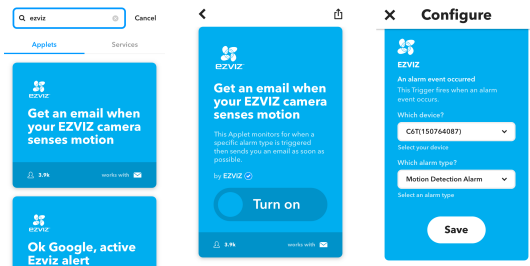 ezviz
Cancel
Applets
Services
EZVIZ
Get an email when
your EZVIZ camera
senses motion
3.9k
works with
EZVIZ
Ok Google, active
Ezviz alert
EZVIZ
Get an email when
your EZVIZ camera
senses motion
This Applet monitors for when a
specific alarm type is triggered
then sends you an email as soon as
possible.
by EZVIZ
Turn on
3.9k
works with
Configure
EZVIZ
An alarm event occurred
This Trigger fires when an alarm
event occurs.
Which device?
C6T(150764087)
Select your device
Which alarm type?
Motion Detection Alarm
Select an alarm type
Save